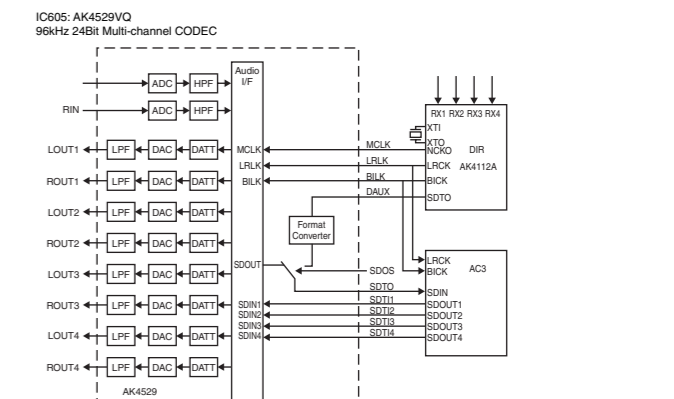 IC605: AK4529VQ
96kHz 24Bit Multi-channel CODEC
Audio
I/F
ADC HPF
RIN ADC HPF
RX1 RX2 RX3 RX4
XTI
XTO
LOUT1 LPF DAC DATT MCLK MCLK NCKO DIR
LRLK LRLK LRCK AK4112A
ROUT1 LPF DAC DATT BILK BILK BICK
DAUX SDTO
LOUT2 LPF DAC DATT
Format
Converter
ROUT2 LPF DAC DATT
LRCK
LOUT3 LPF DAC DATT SDOUT SDOS BICK AC3
SDTO SDIN
ROUT3 LPF DAC DATT SDIN1 SDTI1 SDOUT1
SDIN2 SDTI2 SDOUT2
SDIN3 SDTI3 SDOUT3
LOUT4 LPF DAC DATT SDIN4 SDTI4 SDOUT4
ROUT4 LPF DAC DATT
AK4529